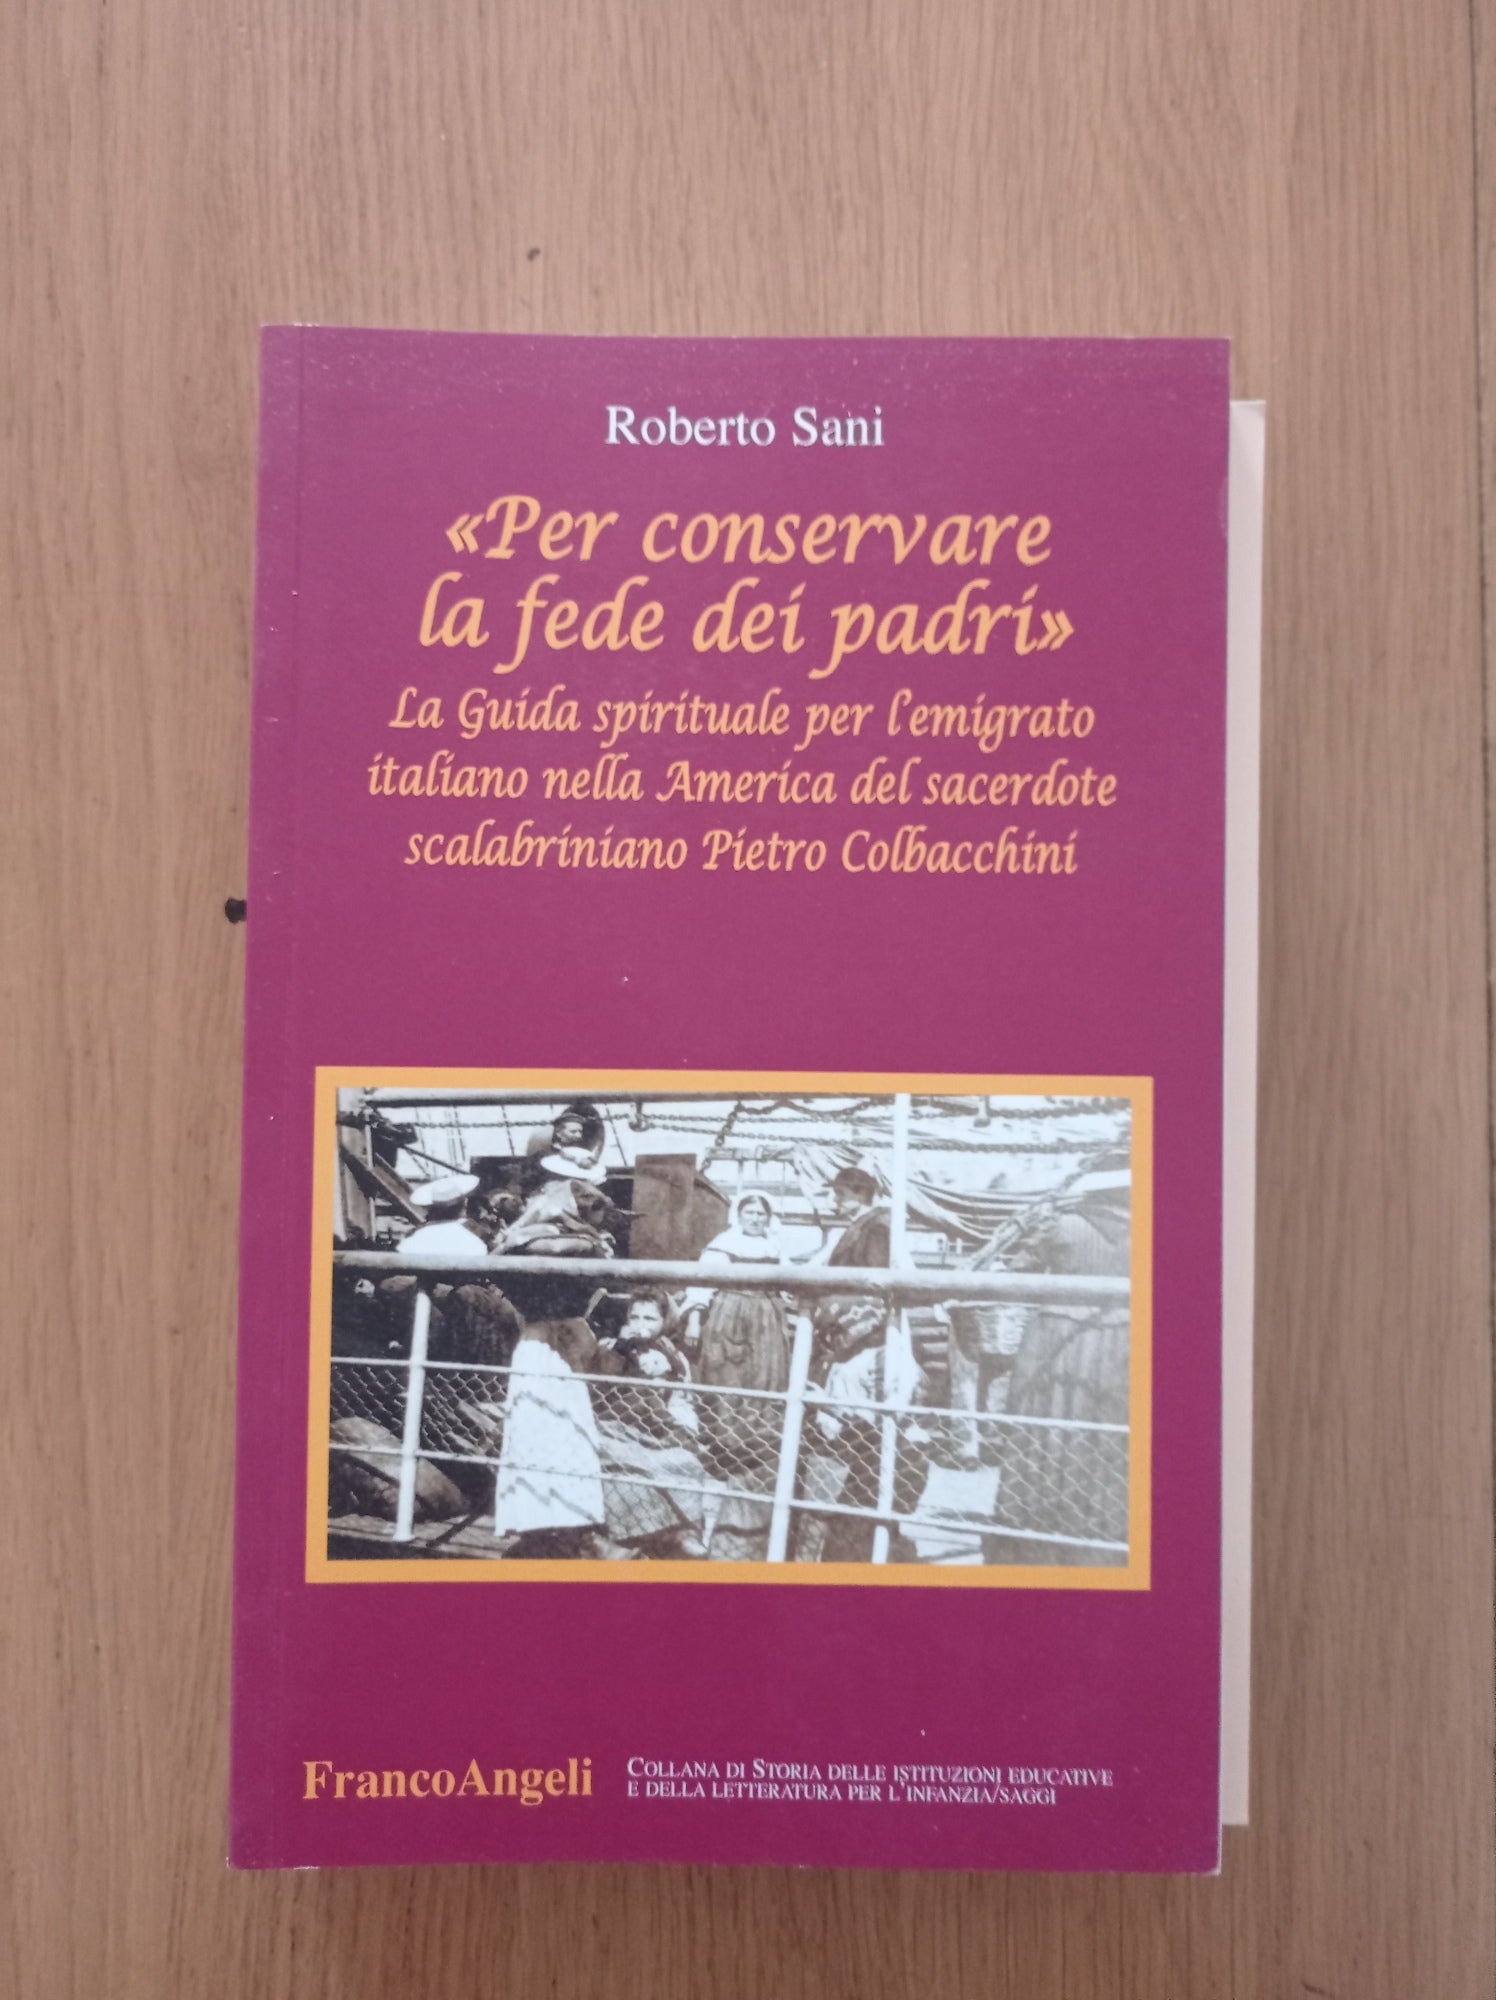 Roberto Sani
«Per conservare
la fede dei padri»
La Guida spirituale per l'emigrato
italiano nella America del sacerdote
scalabriniano Pietro Colbacchini
FrancoAngeli
COLLANA DI STORIA DELLE ISTITUZIONI EDUCATIVE
E DELLA LETTERATURA PER L'INFANZIA/SAGGI